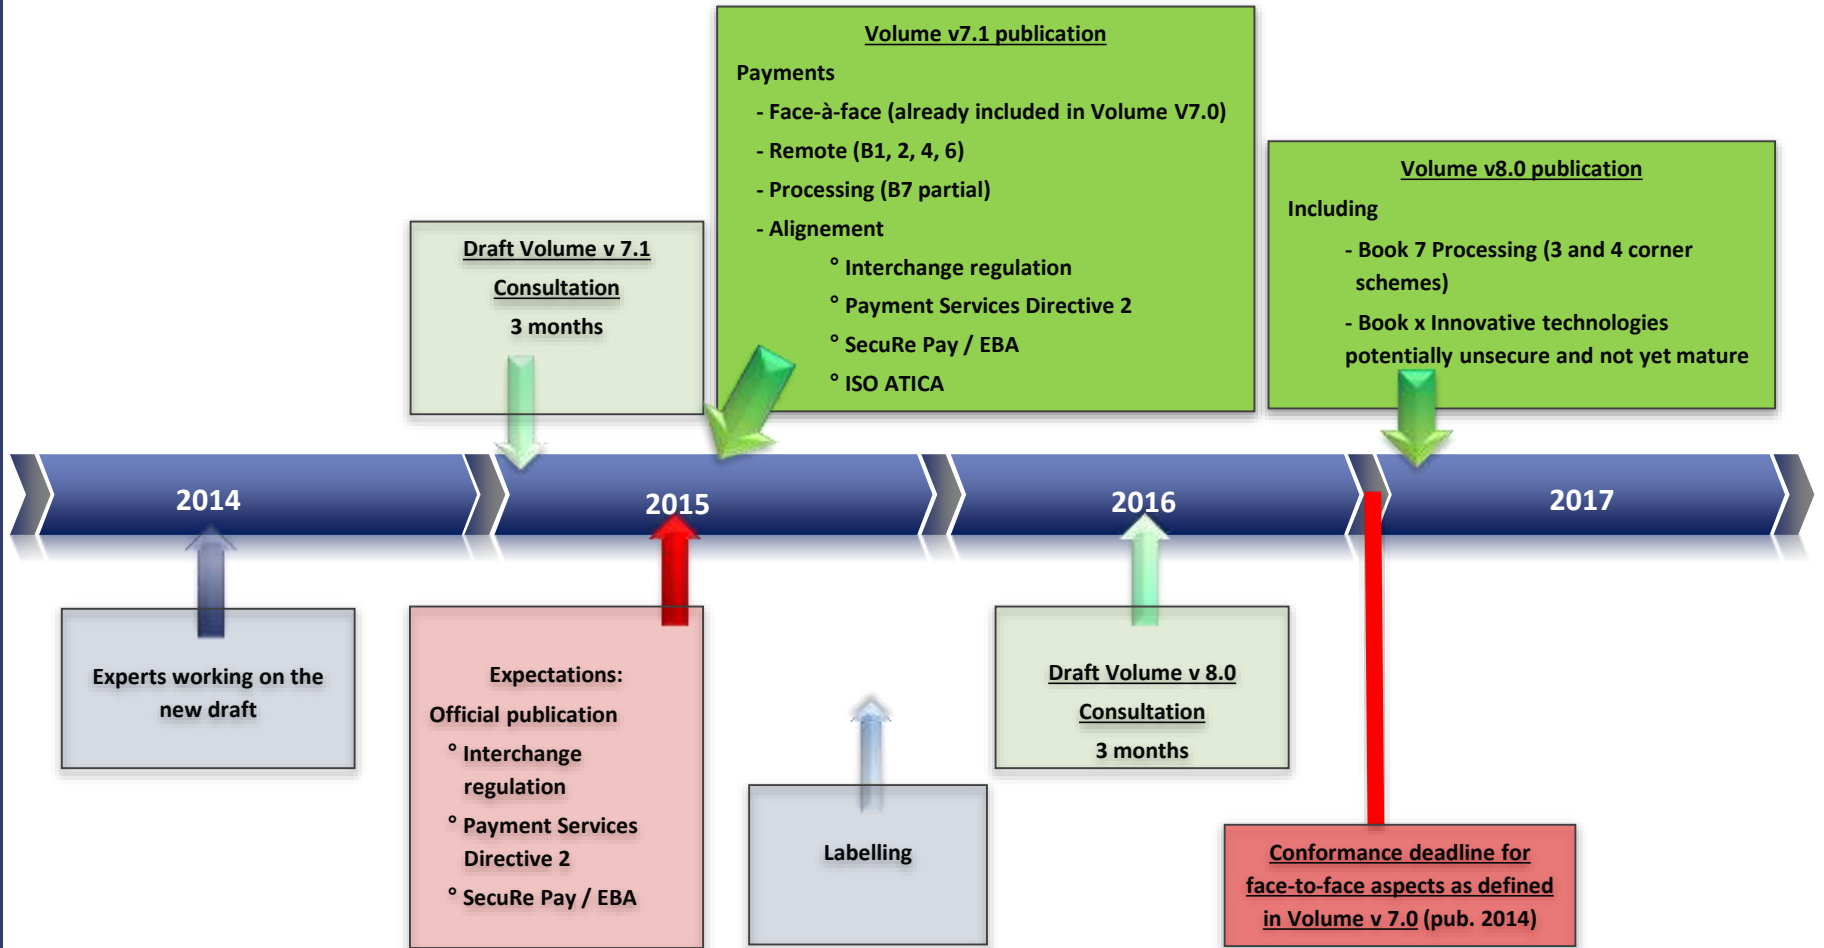 Volume v7.1 publication
Payments
- Face-à-face (already included in Volume V7.0)
- Remote (B1, 2, 4, 6)
- Processing (B7 partial)
- Alignement
° Interchange regulation
° Payment Services Directive 2
° SecuRe Pay / EBA
° ISO ATICA
Volume v8.0 publication
Including
- Book 7 Processing (3 and 4 corner
schemes)
- Book x Innovative technologies
potentially unsecure and not yet mature
Draft Volume v 7.1
Consultation
3 months
2014
2015
2016
2017
Experts working on the
new draft
Expectations:
Official publication
° Interchange
regulation
° Payment Services
Directive 2
° SecuRe Pay / EBA
Labelling
Draft Volume v 8.0
Consultation
3 months
Conformance deadline for
face-to-face aspects as defined
in Volume v 7.0 (pub. 2014)